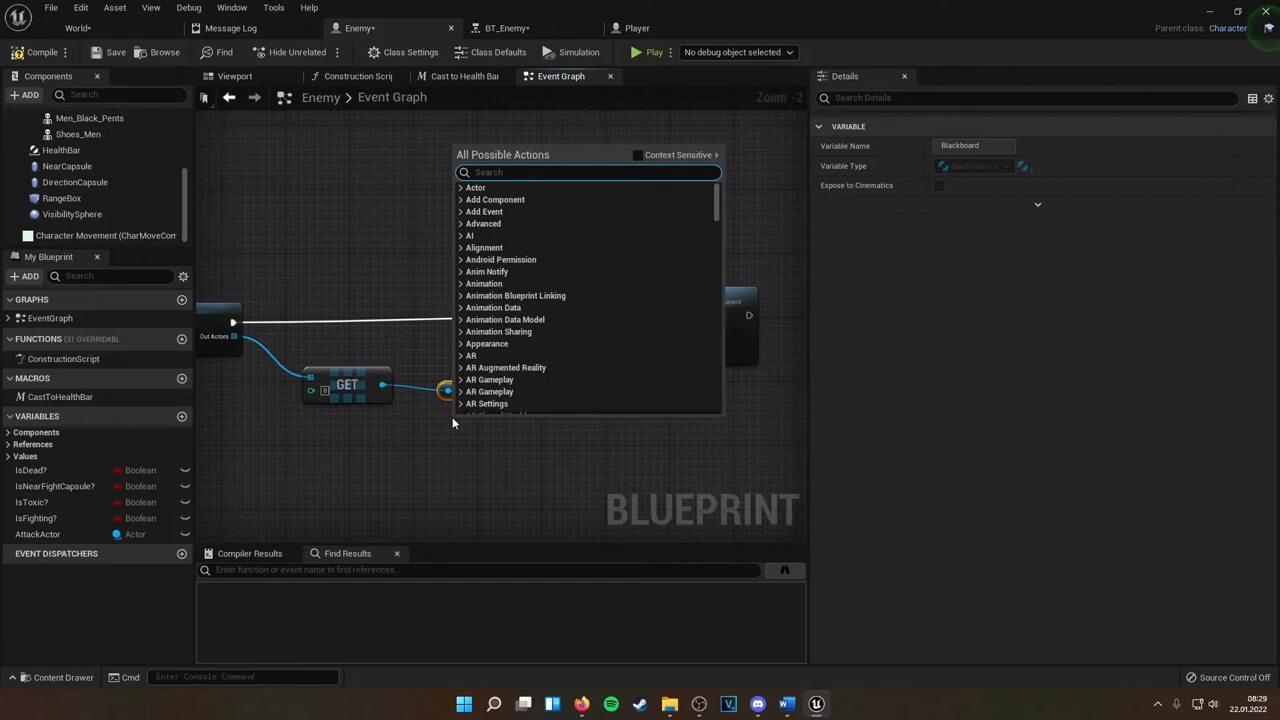 File Edit Asset View Debug Window Tools Help
World* Message Log Enemy* BT_Enemy* Player Parent class: Character
Compile Save Browse Find Hide Unrelated Class Settings Class Defaults Simulation Play No debug object selected
Components Viewport Construction Scrip Cast to Health Bar Event Graph Details
ADD Search Enemy > Event Graph Zoom -2 Search Details
Men_Black_Pents
Shoes_Men
HealthBar
NearCapsule
DirectionCapsule
RangeBox
VisibilitySphere
Character Movement (CharMoveCom
My Blueprint
ADD Search
GRAPHS
EventGraph
FUNCTIONS (31 OVERRIDABL
ConstructionScript
MACROS
CastToHealthBar
VARIABLES
Components
References
Values
IsDead? Boolean
IsNearFightCapsule? Boolean
IsToxic? Boolean
IsFighting? Boolean
AttackActor Actor
EVENT DISPATCHERS
Out Actors
GET
0
All Possible Actions Context Sensitive
Search
Actor
Add Component
Add Event
Advanced
AI
Alignment
Android Permission
Anim Notify
Animation
Animation Blueprint Linking
Animation Data
Animation Data Model
Animation Sharing
Appearance
AR
AR Augmented Reality
AR Gameplay
AR Gameplay
AR Settings
BLUEPRINT
VARIABLE
Variable Name Blackboard
Variable Type
Expose to Cinematics
Compiler Results Find Results
Enter function or event name to find references...
Content Drawer Cmd Enter Console Command Source Control Off
08:29
22.01.2022